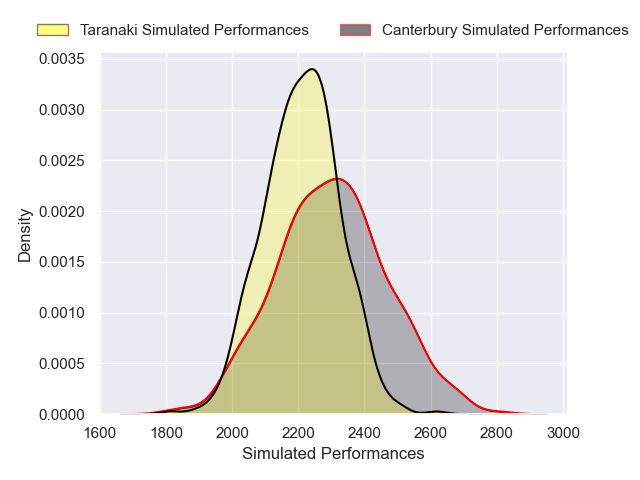 Taranaki Simulated Performances
Canterbury Simulated Performances
0.0035
0.0030
0.0025
0.0020
0.0015
0.0010
0.0005
0.0000
Density
1600 1800 2000 2200 2400 2600 2800 3000
Simulated Performances